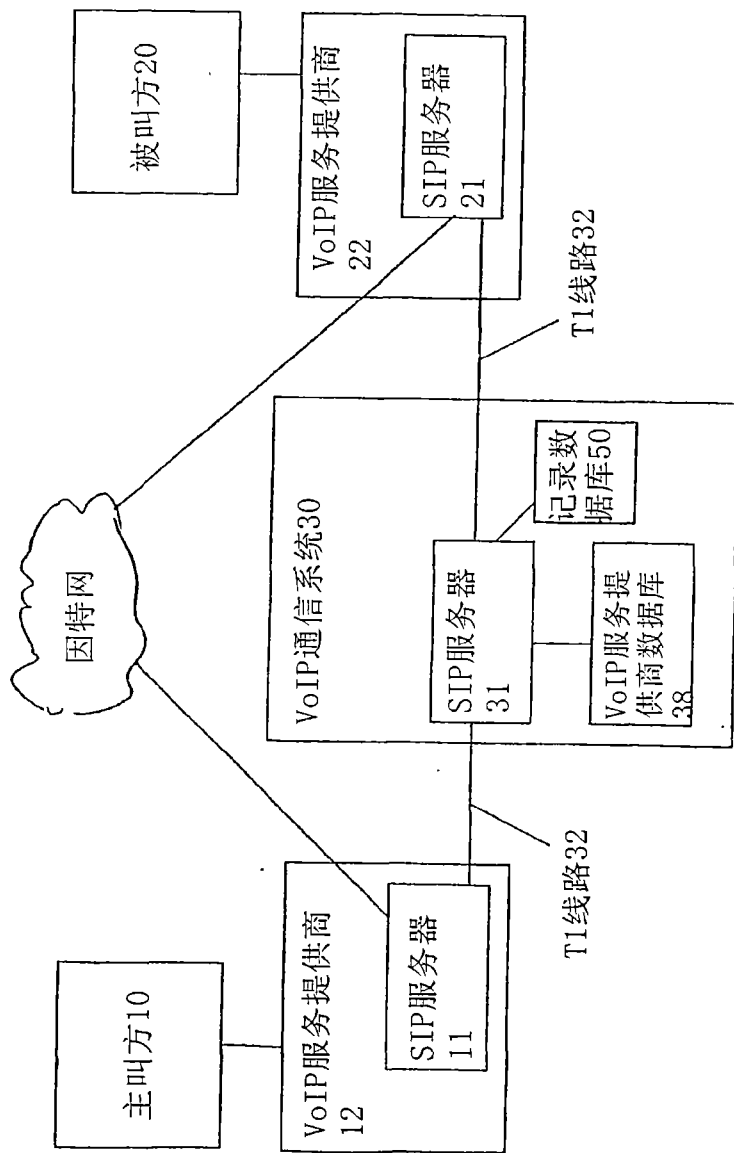 主叫方10
VoIP服务提供商
12
SIP服务器
11
T1线路32
因特网
VoIP通信系统30
SIP服务器
31
VoIP服务提
供商数据库
38
记录数
据库50
T1线路32
被叫方20
VoIP服务提供商
22
SIP服务器
21